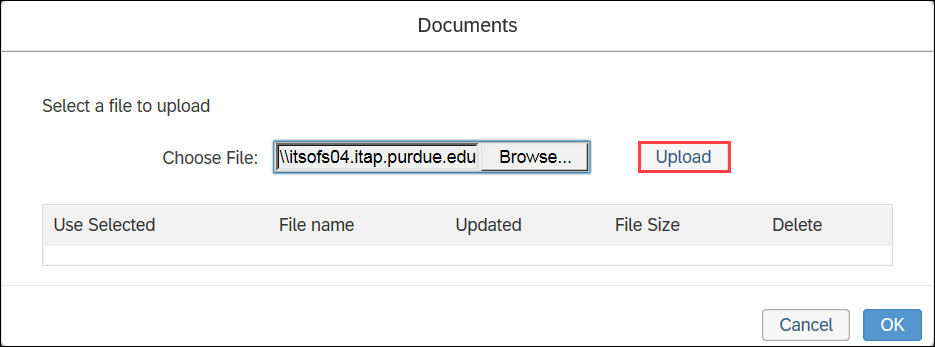 Documents
Select a file to upload
Choose File: \\itsofs04.itap.purdue.edu Browse... Upload
Use Selected File name Updated File Size Delete
Cancel OK